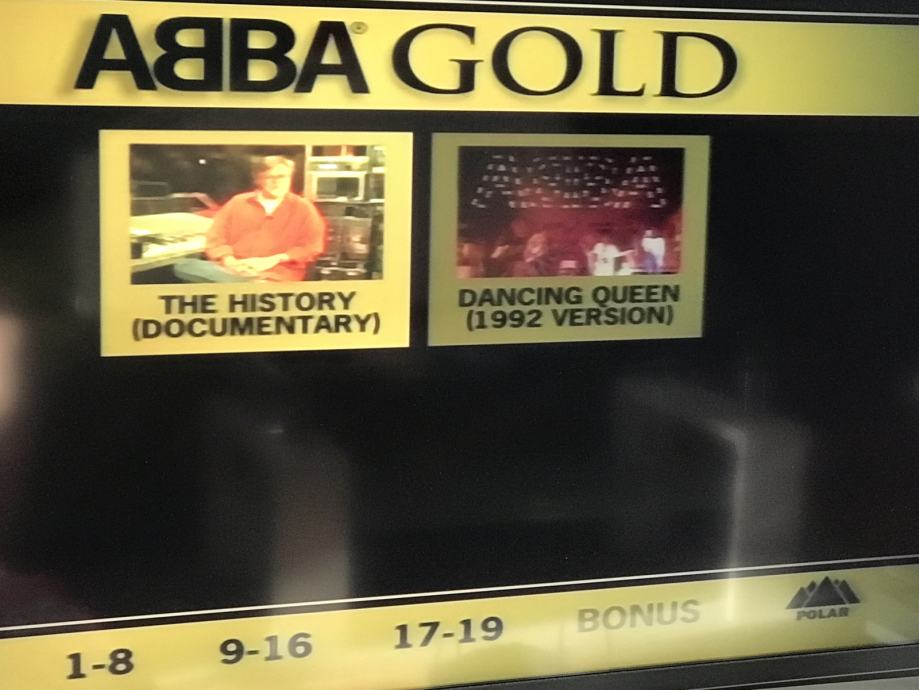 ABBA® GOLD
THE HISTORY
(DOCUMENTARY)
DANCING QUEEN
(1992 VERSION)
1-8
9-16
17-19
BONUS
POLAR